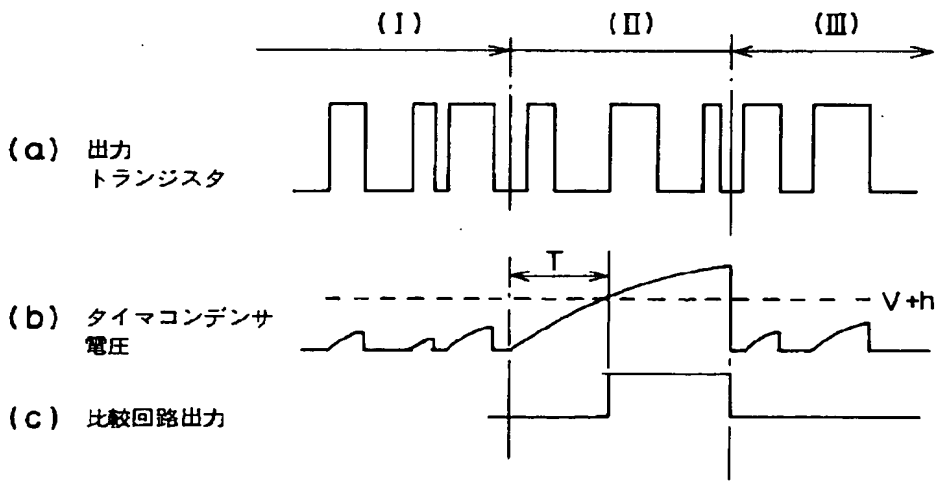 (I) (II) (III)
(a) 出力
トランジスタ
T
V+h
(b) タイマコンデンサ
電圧
(c) 比較回路出力